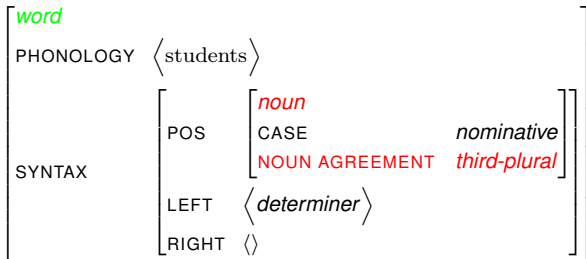 word
PHONOLOGY ⟨students⟩
noun
POS CASE nominative
NOUN AGREEMENT third-plural
SYNTAX
LEFT ⟨determiner⟩
RIGHT ⟨⟩